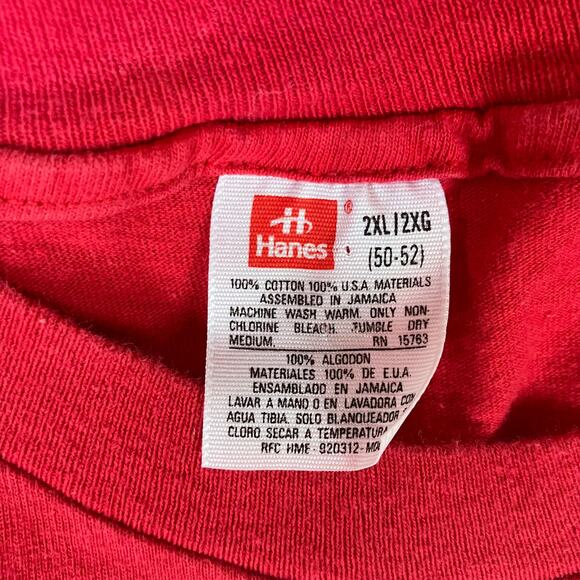 Hanes®
2XL|2XG
(50-52)
100% COTTON 100% U.S.A. MATERIALS
ASSEMBLED IN JAMAICA
MACHINE WASH WARM. ONLY NON-
CHLORINE BLEACH. TUMBLE DRY
MEDIUM. RN 15763
100% ALGODON
MATERIALES 100% DE E.U.A.
ENSAMBLADO EN JAMAICA
LAVAR A MANO O EN LAVADORA CON
AGUA TIBIA. SOLO BLANQUEADOR
CLORO SECAR A TEMPERATURA
RFC HME-920312-